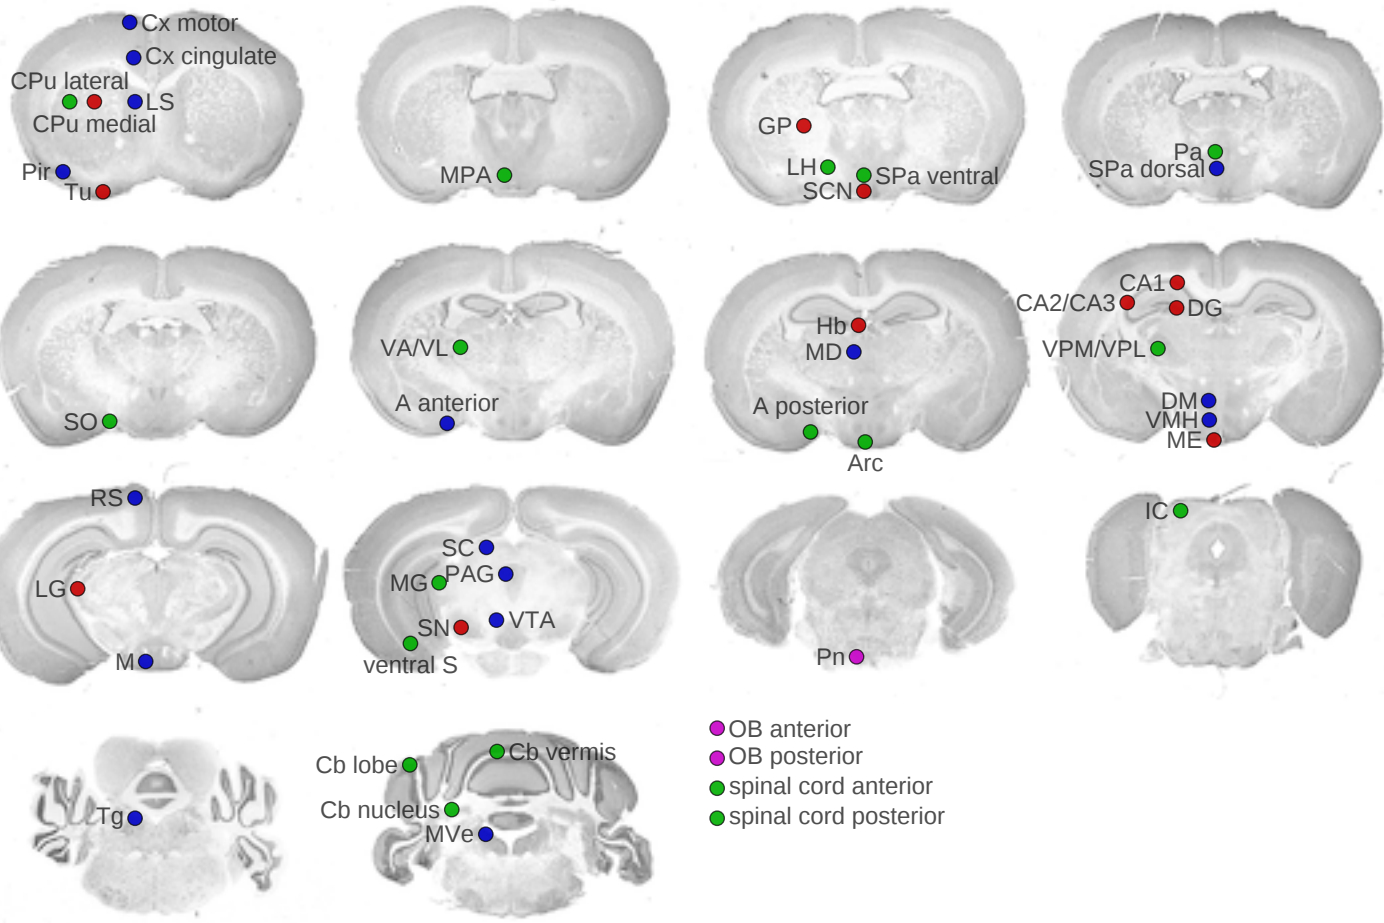 Cx motor
Cx cingulate
CPu lateral
LS
CPu medial
Pir
Tu
MPA
GP
LH
SPa ventral
SCN
Pa
SPa dorsal
SO
VA/VL
A anterior
Hb
MD
A posterior
Arc
CA1
CA2/CA3
DG
VPM/VPL
DM
VMH
ME
RS
LG
M
SC
PAG
MG
VTA
SN
ventral S
Pn
IC
Tg
Cb vermis
Cb lobe
Cb nucleus
MVe
OB anterior
OB posterior
spinal cord anterior
spinal cord posterior